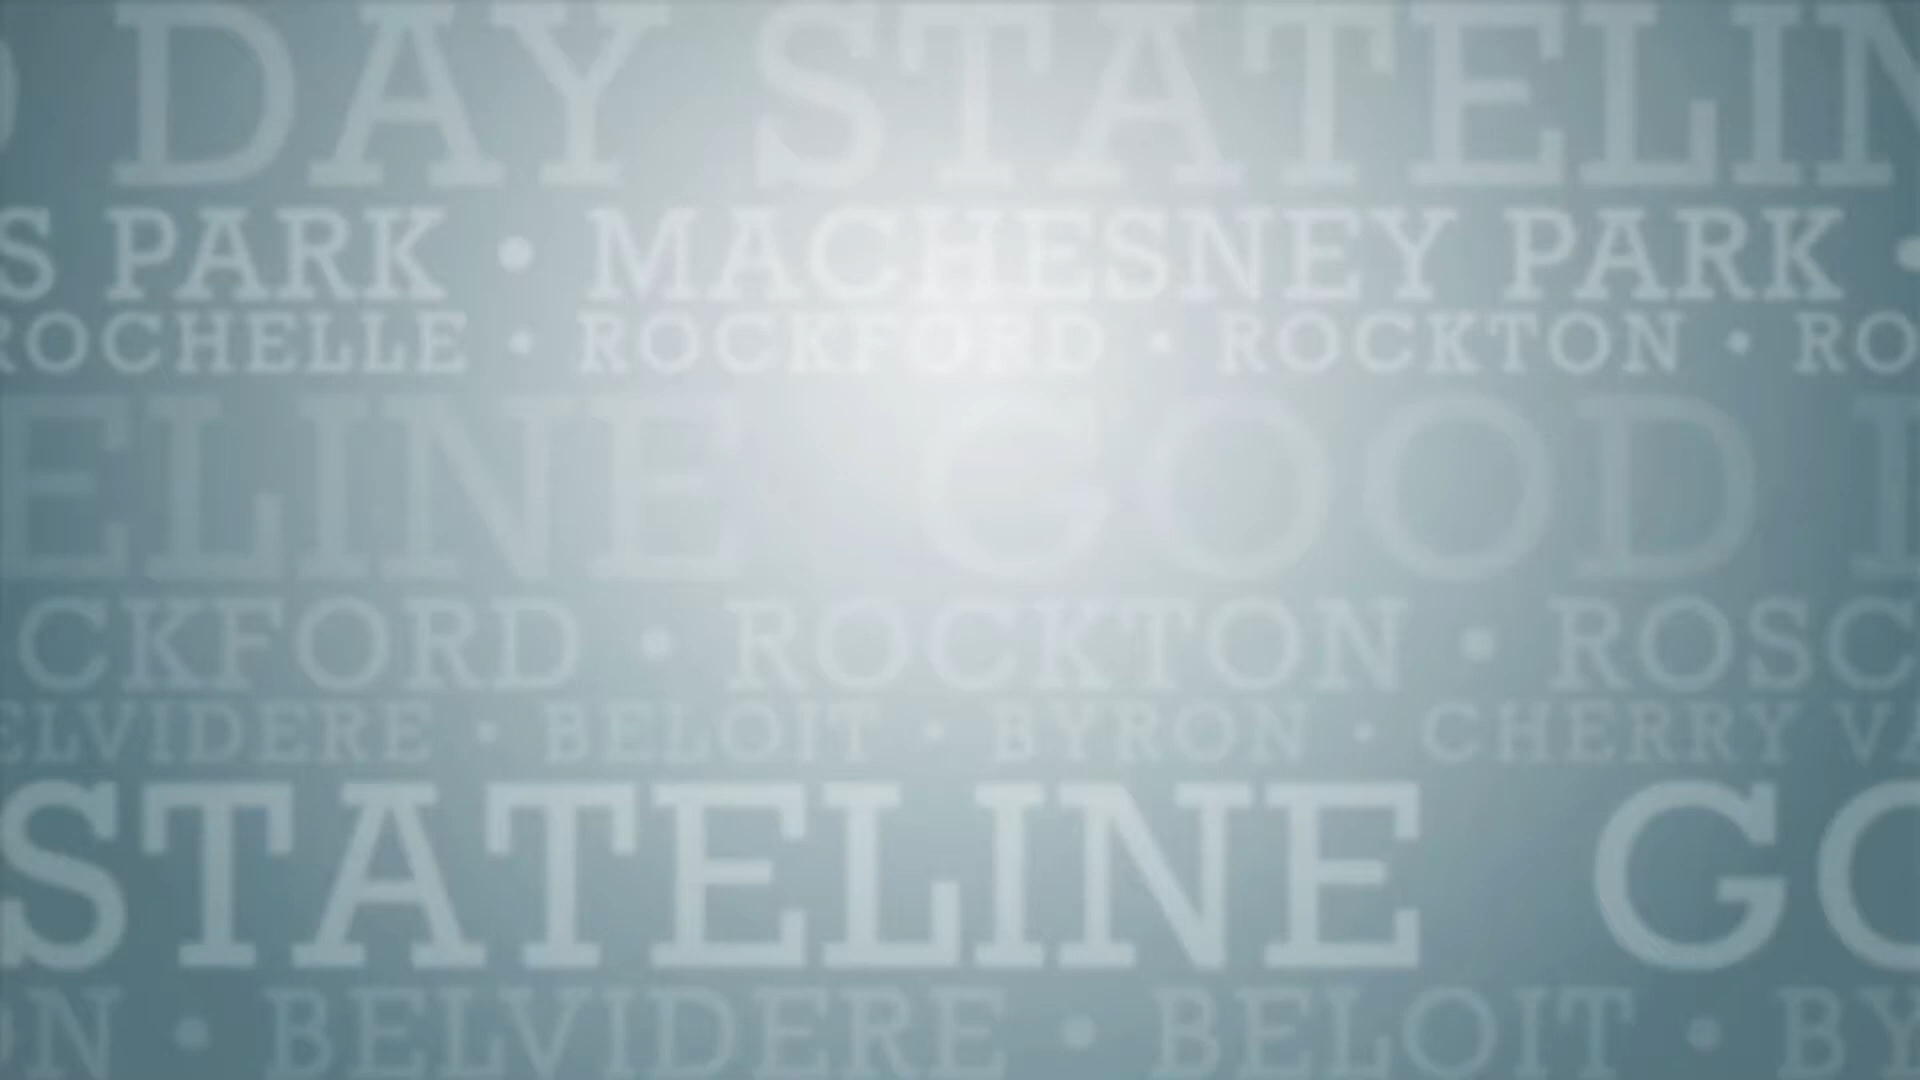 DAY STATELIN
S PARK • MACHESNEY PARK •
ROCHELLE • ROCKFORD • ROCKTON • RO
ELINE GOOD D
CKFORD • ROCKTON • ROSC
ELVIDERE • BELOIT • BYRON • CHERRY VA
STATELINE GO
ON • BELVIDERE • BELOIT • BY